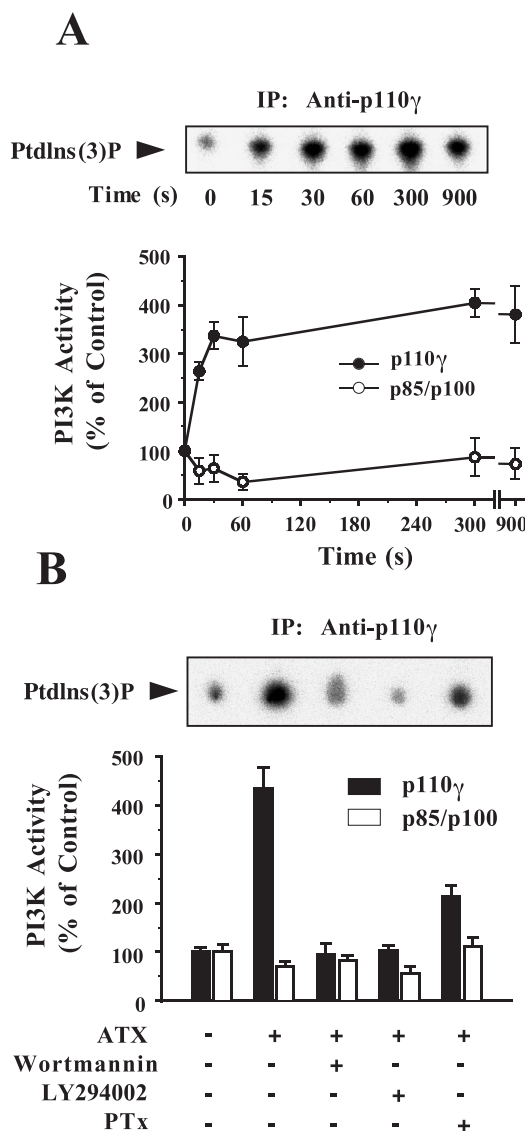 A
IP: Anti-p110γ
PtdIns(3)P
Time (s) 0 15 30 60 300 900
PI3K Activity
(% of Control)
500
400
300
200
100
0
p110γ
p85/p100
0 60 120 180 240 300 900
Time (s)
B
IP: Anti-p110γ
PtdIns(3)P
PI3K Activity
(% of Control)
500
400
300
200
100
0
p110γ
p85/p100
ATX - + + + +
Wortmannin - - + - -
LY294002 - - - + -
PTx - - - - +